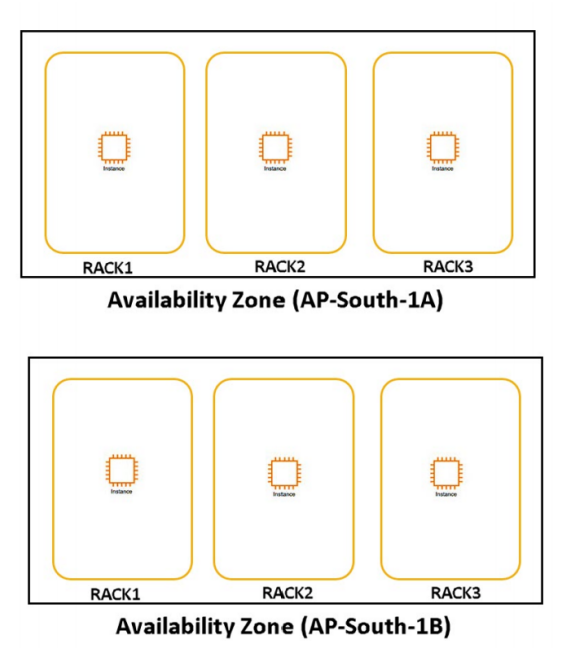 Instance Instance Instance
RACK1 RACK2 RACK3
Availability Zone (AP-South-1A)
Instance Instance Instance
RACK1 RACK2 RACK3
Availability Zone (AP-South-1B)